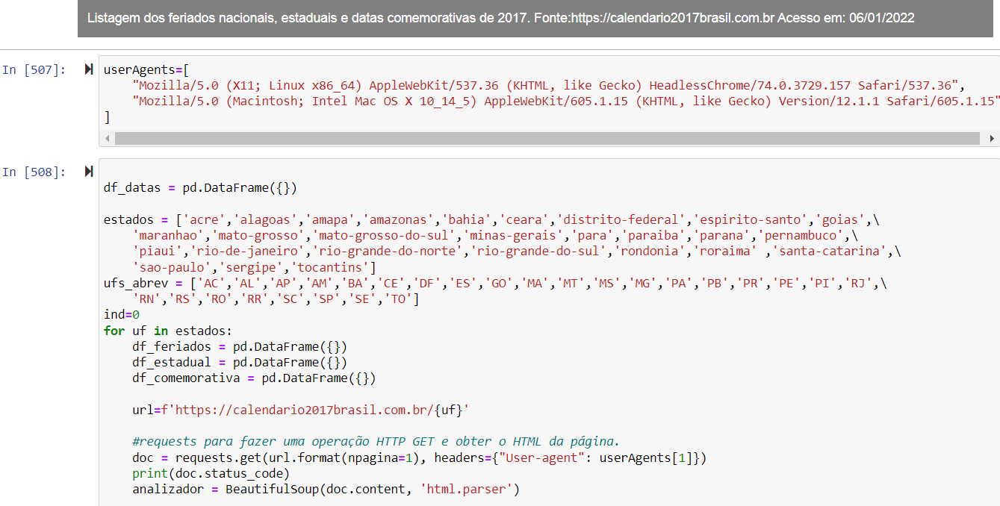 Listagem dos feriados nacionais, estaduais e datas comemorativas de 2017. Fonte:https://calendario2017brasil.com.br Acesso em: 06/01/2022
In [507]:
userAgents=[
"Mozilla/5.0 (X11; Linux x86_64) AppleWebKit/537.36 (KHTML, like Gecko) HeadlessChrome/74.0.3729.157 Safari/537.36",
"Mozilla/5.0 (Macintosh; Intel Mac OS X 10_14_5) AppleWebKit/605.1.15 (KHTML, like Gecko) Version/12.1.1 Safari/605.1.15"
]
In [508]:
df_datas = pd.DataFrame({})
estados = ['acre','alagoas','amapa','amazonas','bahia','ceara','distrito-federal','espirito-santo','goias',\
'maranhao','mato-grosso','mato-grosso-do-sul','minas-gerais','para','paraiba','parana','pernambuco',\
'piaui','rio-de-janeiro','rio-grande-do-norte','rio-grande-do-sul','rondonia','roraima' ,'santa-catarina',\
'sao-paulo','sergipe','tocantins']
ufs_abrev = ['AC','AL','AP','AM','BA','CE','DF','ES','GO','MA','MT','MS','MG','PA','PB','PR','PE','PI','RJ',\
'RN','RS','RO','RR','SC','SP','SE','TO']
ind=0
for uf in estados:
df_feriados = pd.DataFrame({})
df_estadual = pd.DataFrame({})
df_comemorativa = pd.DataFrame({})
url=f'https://calendario2017brasil.com.br/{uf}'
#requests para fazer uma operação HTTP GET e obter o HTML da página.
doc = requests.get(url.format(npagina=1), headers={"User-agent": userAgents[1]})
print(doc.status_code)
analizador = BeautifulSoup(doc.content, 'html.parser')